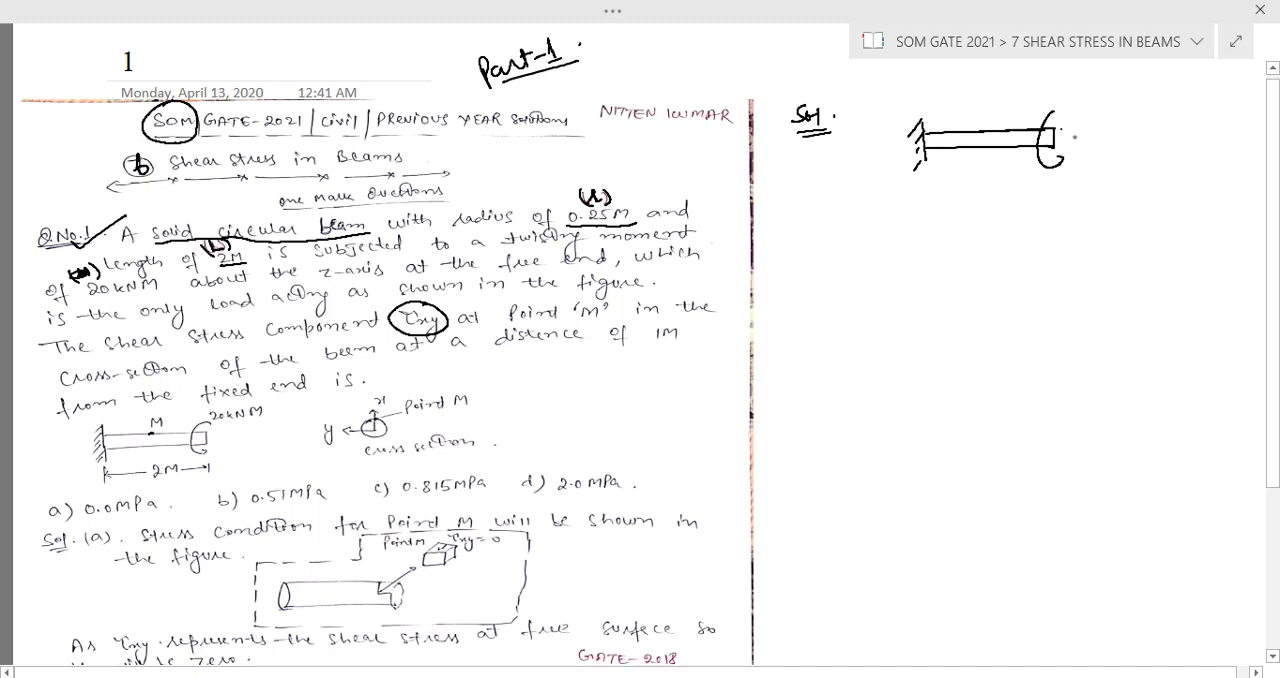 SOM GATE 2021 > 7 SHEAR STRESS IN BEAMS
1
Monday, April 13, 2020 12:41 AM
Part-1.
SOM GATE-2021 / Civil / PREVIOUS YEAR Solutions NITTEN KUMAR
6 Shear Stress in Beams
one mark Questions
(r)
Q.No.1. A solid circular beam with radius of 0.25M and
(L)
length of 2M is subjected to a twisting moment
of 20kNM about the z-axis at the free end, which
is the only load acting as shown in the figure.
The shear stress component τxy at Point 'M' in the
cross-section of the beam at a distence of 1M
from the fixed end is.
M 20kNM
2M
x Point M
y
cross section.
a) 0.0MPa. b) 0.51MPa c) 0.815MPa d) 2.0MPa.
Sol. (a). Stress condition for Point M will be shown in
the figure.
Point M τxy=0
As τxy represents the shear stress at free surfece so
is zero.
GATE-2018
Sol.